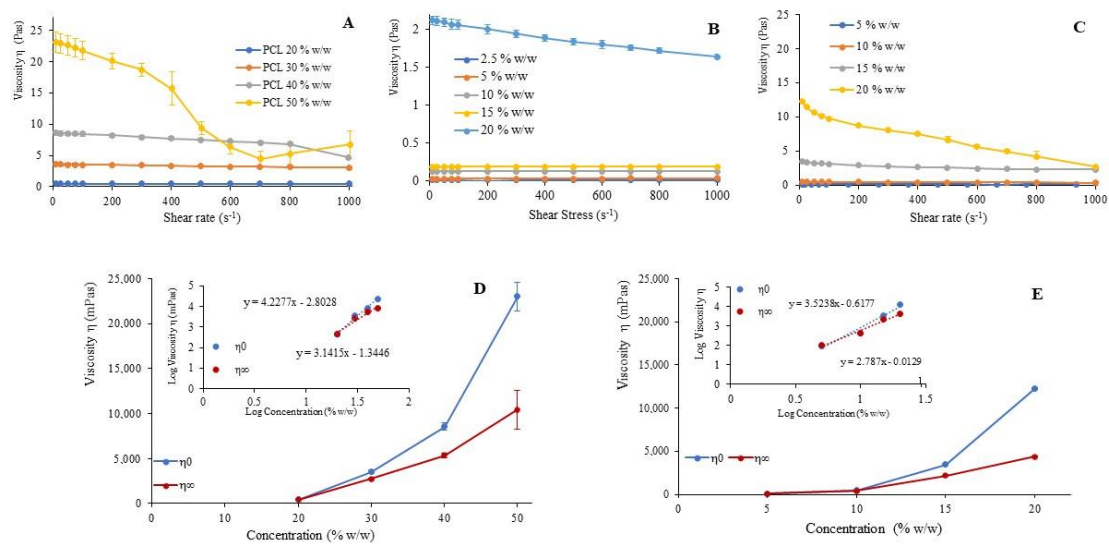 A
Viscosity η (Pas)
25
20
15
10
5
0
0 200 400 600 800 1000
Shear rate (s-1)
PCL 20 % w/w
PCL 30 % w/w
PCL 40 % w/w
PCL 50 % w/w
B
Viscosity η (Pas)
2
1.5
1
0.5
0
0 200 400 600 800 1000
Shear Stress (s-1)
2.5 % w/w
5 % w/w
10 % w/w
15 % w/w
20 % w/w
C
Viscosity η (Pas)
25
20
15
10
5
0
0 200 400 600 800 1000
Shear rate (s-1)
5 % w/w
10 % w/w
15 % w/w
20 % w/w
D
Viscosity η (mPas)
25,000
20,000
15,000
10,000
5,000
0
0 10 20 30 40 50
Concentration (% w/w)
η0
η∞
Log Viscosity η (mPas)
5
4
3
2
1
0
0 0.5 1 1.5 2
Log Concentration (% w/w)
y = 4.2277x - 2.8028
y = 3.1415x - 1.3446
η0
η∞
E
Viscosity η (mPas)
25,000
20,000
15,000
10,000
5,000
0
0 5 10 15 20
Concentration (% w/w)
η0 η∞
Log Viscosity η
5
4
3
2
1
0
0 0.5 1 1.5
Log Concentration (% w/w)
y = 3.5238x - 0.6177
y = 2.787x - 0.0129
η0
η∞